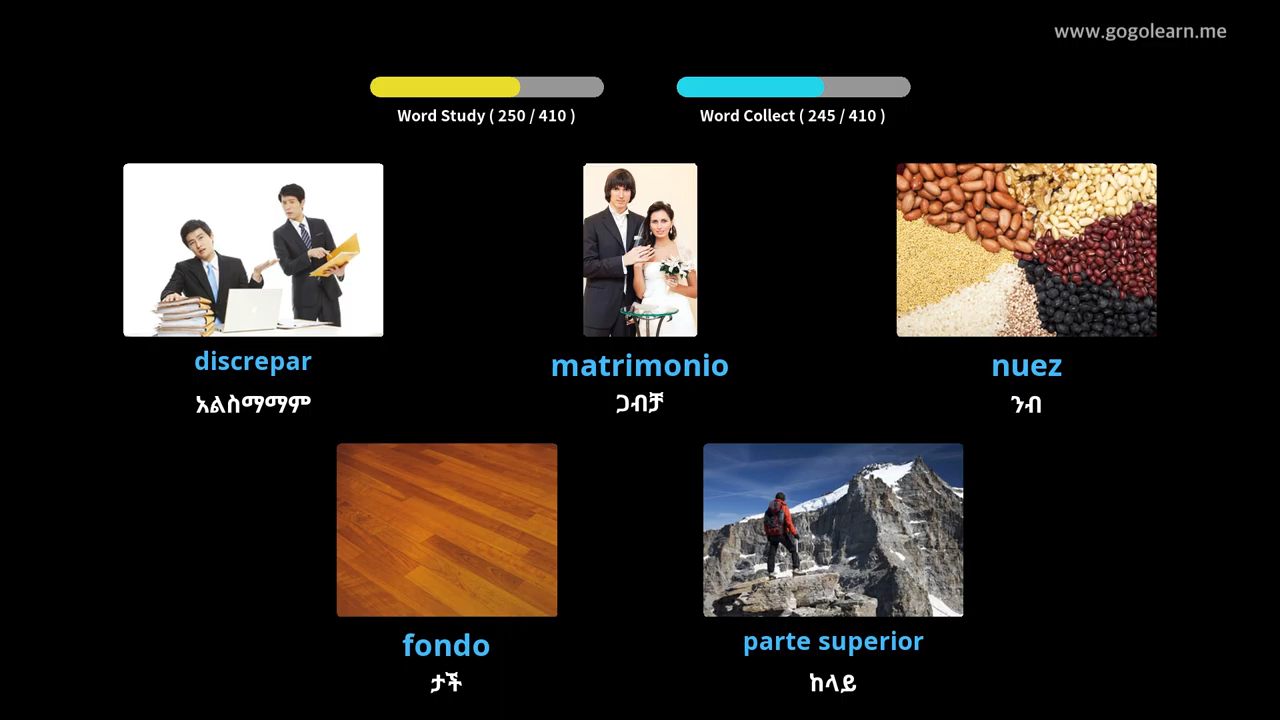 www.gogolearn.me
Word Study ( 250 / 410 )
Word Collect ( 245 / 410 )
discrepar
አልስማማም
matrimonio
ጋብቻ
nuez
ንብ
fondo
ታች
parte superior
ከላይ